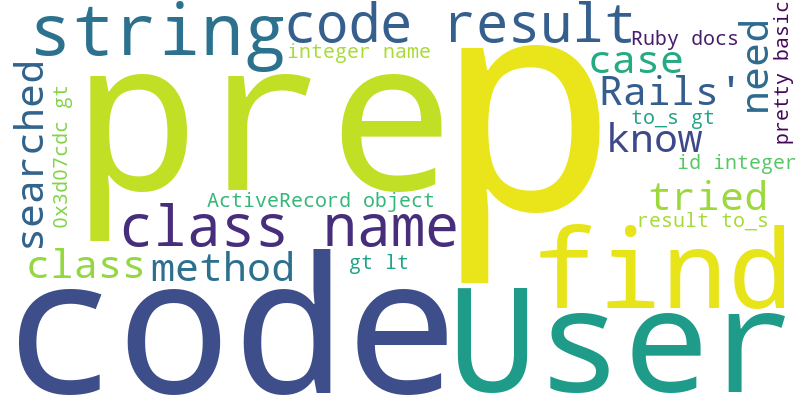 string
code result
integer name
Ruby docs
case
need
pretty basic
Rails'
to_s gt
know
id integer
searched
0x3d07cdc gt
pre
p
ActiveRecord object
tried
result to_s
class name
class
method
gt lt
find
code
User